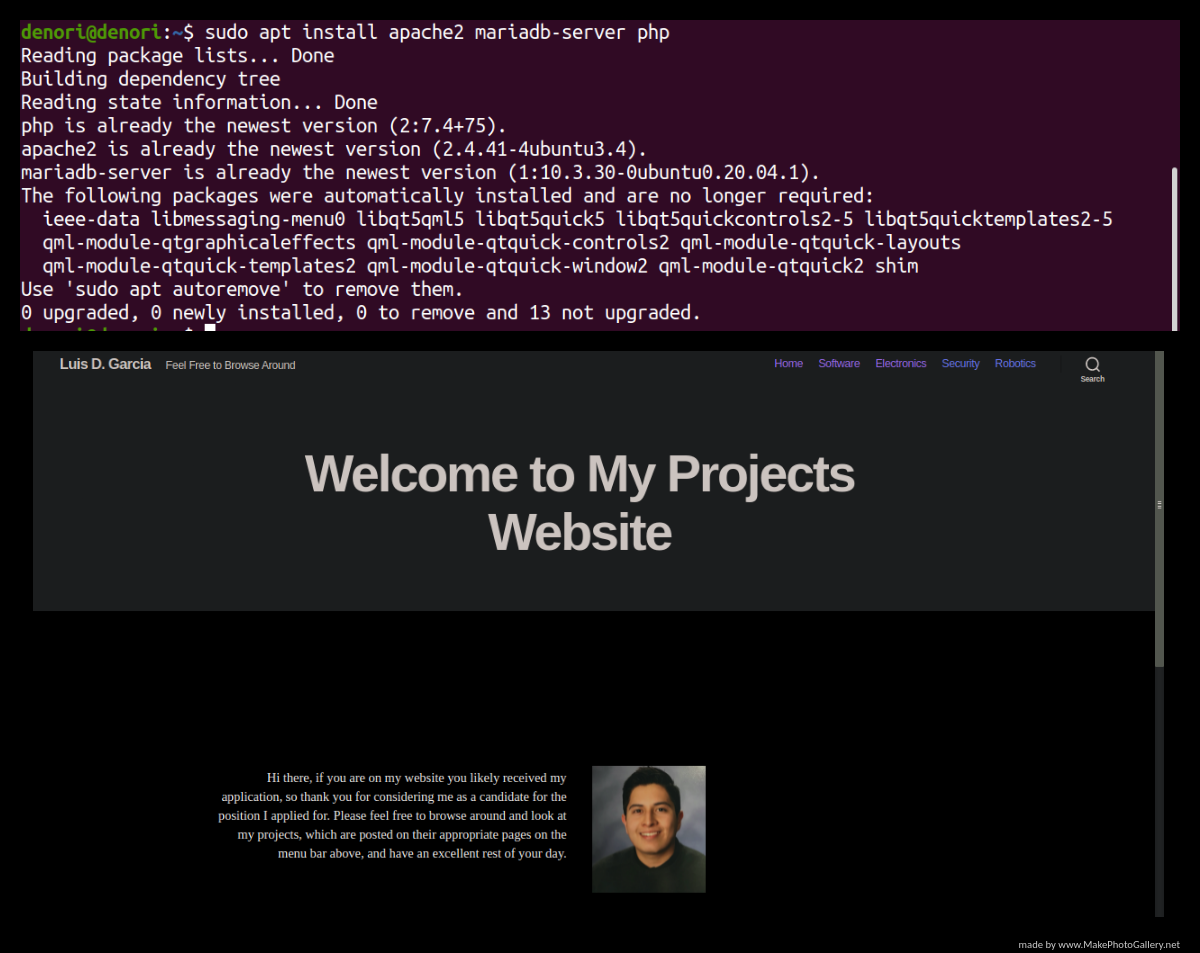 denori@denori:~$ sudo apt install apache2 mariadb-server php
Reading package lists... Done
Building dependency tree
Reading state information... Done
php is already the newest version (2:7.4+75).
apache2 is already the newest version (2.4.41-4ubuntu3.4).
mariadb-server is already the newest version (1:10.3.30-0ubuntu0.20.04.1).
The following packages were automatically installed and are no longer required:
ieee-data libmessaging-menu0 libqt5qml5 libqt5quick5 libqt5quickcontrols2-5 libqt5quicktemplates2-5
qml-module-qtgraphicaleffects qml-module-qtquick-controls2 qml-module-qtquick-layouts
qml-module-qtquick-templates2 qml-module-qtquick-window2 qml-module-qtquick2 shim
Use 'sudo apt autoremove' to remove them.
0 upgraded, 0 newly installed, 0 to remove and 13 not upgraded.
Luis D. Garcia Feel Free to Browse Around Home Software Electronics Security Robotics
Search
Welcome to My Projects
Website
Hi there, if you are on my website you likely received my
application, so thank you for considering me as a candidate for the
position I applied for. Please feel free to browse around and look at
my projects, which are posted on their appropriate pages on the
menu bar above, and have an excellent rest of your day.
made by www.MakePhotoGallery.net